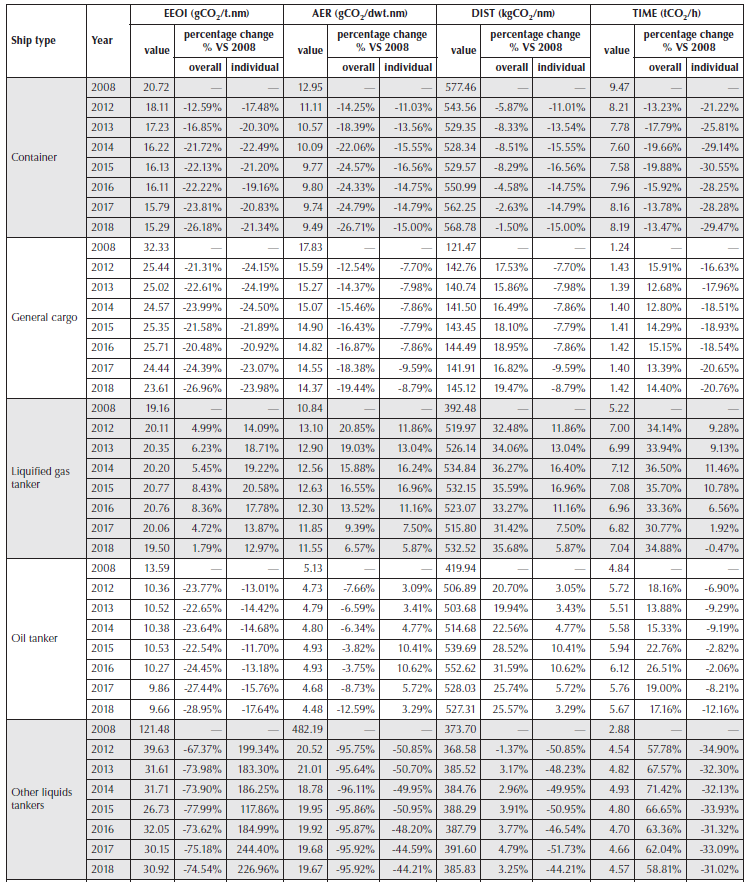 EEOI (gCO2/t.nm) AER (gCO2/dwt.nm) DIST (kgCO2/nm) TIME (tCO2/h)
Ship type Year value percentage change % VS 2008 value percentage change % VS 2008 value percentage change % VS 2008 value percentage change % VS 2008
overall individual overall individual overall individual overall individual
Container
2008 20.72 — — 12.95 — — 577.46 — — 9.47 — —
2012 18.11 -12.59% -17.48% 11.11 -14.25% -11.03% 543.56 -5.87% -11.01% 8.21 -13.23% -21.22%
2013 17.23 -16.85% -20.30% 10.57 -18.39% -13.56% 529.35 -8.33% -13.54% 7.78 -17.79% -25.81%
2014 16.22 -21.72% -22.49% 10.09 -22.06% -15.55% 528.34 -8.51% -15.55% 7.60 -19.66% -29.14%
2015 16.13 -22.13% -21.20% 9.77 -24.57% -16.56% 529.57 -8.29% -16.56% 7.58 -19.88% -30.55%
2016 16.11 -22.22% -19.16% 9.80 -24.33% -14.75% 550.99 -4.58% -14.75% 7.96 -15.92% -28.25%
2017 15.79 -23.81% -20.83% 9.74 -24.79% -14.79% 562.25 -2.63% -14.79% 8.16 -13.78% -28.28%
2018 15.29 -26.18% -21.34% 9.49 -26.71% -15.00% 568.78 -1.50% -15.00% 8.19 -13.47% -29.47%
General cargo
2008 32.33 — — 17.83 — — 121.47 — — 1.24 — —
2012 25.44 -21.31% -24.15% 15.59 -12.54% -7.70% 142.76 17.53% -7.70% 1.43 15.91% -16.63%
2013 25.02 -22.61% -24.19% 15.27 -14.37% -7.98% 140.74 15.86% -7.98% 1.39 12.68% -17.96%
2014 24.57 -23.99% -24.50% 15.07 -15.46% -7.86% 141.50 16.49% -7.86% 1.40 12.80% -18.51%
2015 25.35 -21.58% -21.89% 14.90 -16.43% -7.79% 143.45 18.10% -7.79% 1.41 14.29% -18.93%
2016 25.71 -20.48% -20.92% 14.82 -16.87% -7.86% 144.49 18.95% -7.86% 1.42 15.15% -18.54%
2017 24.44 -24.39% -23.07% 14.55 -18.38% -9.59% 141.91 16.82% -9.59% 1.40 13.39% -20.65%
2018 23.61 -26.96% -23.98% 14.37 -19.44% -8.79% 145.12 19.47% -8.79% 1.42 14.40% -20.76%
Liquified gas tanker
2008 19.16 — — 10.84 — — 392.48 — — 5.22 — —
2012 20.11 4.99% 14.09% 13.10 20.85% 11.86% 519.97 32.48% 11.86% 7.00 34.14% 9.28%
2013 20.35 6.23% 18.71% 12.90 19.03% 13.04% 526.14 34.06% 13.04% 6.99 33.94% 9.13%
2014 20.20 5.45% 19.22% 12.56 15.88% 16.24% 534.84 36.27% 16.40% 7.12 36.50% 11.46%
2015 20.77 8.43% 20.58% 12.63 16.55% 16.96% 532.15 35.59% 16.96% 7.08 35.70% 10.78%
2016 20.76 8.36% 17.78% 12.30 13.52% 11.16% 523.07 33.27% 11.16% 6.96 33.36% 6.56%
2017 20.06 4.72% 13.87% 11.85 9.39% 7.50% 515.80 31.42% 7.50% 6.82 30.77% 1.92%
2018 19.50 1.79% 12.97% 11.55 6.57% 5.87% 532.52 35.68% 5.87% 7.04 34.88% -0.47%
Oil tanker
2008 13.59 — — 5.13 — — 419.94 — — 4.84 — —
2012 10.36 -23.77% -13.01% 4.73 -7.66% 3.09% 506.89 20.70% 3.05% 5.72 18.16% -6.90%
2013 10.52 -22.65% -14.42% 4.79 -6.59% 3.41% 503.68 19.94% 3.43% 5.51 13.88% -9.29%
2014 10.38 -23.64% -14.68% 4.80 -6.34% 4.77% 514.68 22.56% 4.77% 5.58 15.33% -9.19%
2015 10.53 -22.54% -11.70% 4.93 -3.82% 10.41% 539.69 28.52% 10.41% 5.94 22.76% -2.82%
2016 10.27 -24.45% -13.18% 4.93 -3.75% 10.62% 552.62 31.59% 10.62% 6.12 26.51% -2.06%
2017 9.86 -27.44% -15.76% 4.68 -8.73% 5.72% 528.03 25.74% 5.72% 5.76 19.00% -8.21%
2018 9.66 -28.95% -17.64% 4.48 -12.59% 3.29% 527.31 25.57% 3.29% 5.67 17.16% -12.16%
Other liquids tankers
2008 121.48 — — 482.19 — — 373.70 — — 2.88 — —
2012 39.63 -67.37% 199.34% 20.52 -95.75% -50.85% 368.58 -1.37% -50.85% 4.54 57.78% -34.90%
2013 31.61 -73.98% 183.30% 21.01 -95.64% -50.70% 385.52 3.17% -48.23% 4.82 67.57% -32.30%
2014 31.71 -73.90% 186.25% 18.78 -96.11% -49.95% 384.76 2.96% -49.95% 4.93 71.42% -32.13%
2015 26.73 -77.99% 117.86% 19.95 -95.86% -50.95% 388.29 3.91% -50.95% 4.80 66.65% -33.93%
2016 32.05 -73.62% 184.99% 19.92 -95.87% -48.20% 387.79 3.77% -46.54% 4.70 63.36% -31.32%
2017 30.15 -75.18% 244.40% 19.68 -95.92% -44.59% 391.60 4.79% -51.73% 4.66 62.04% -33.09%
2018 30.92 -74.54% 226.96% 19.67 -95.92% -44.21% 385.83 3.25% -44.21% 4.57 58.81% -31.02%